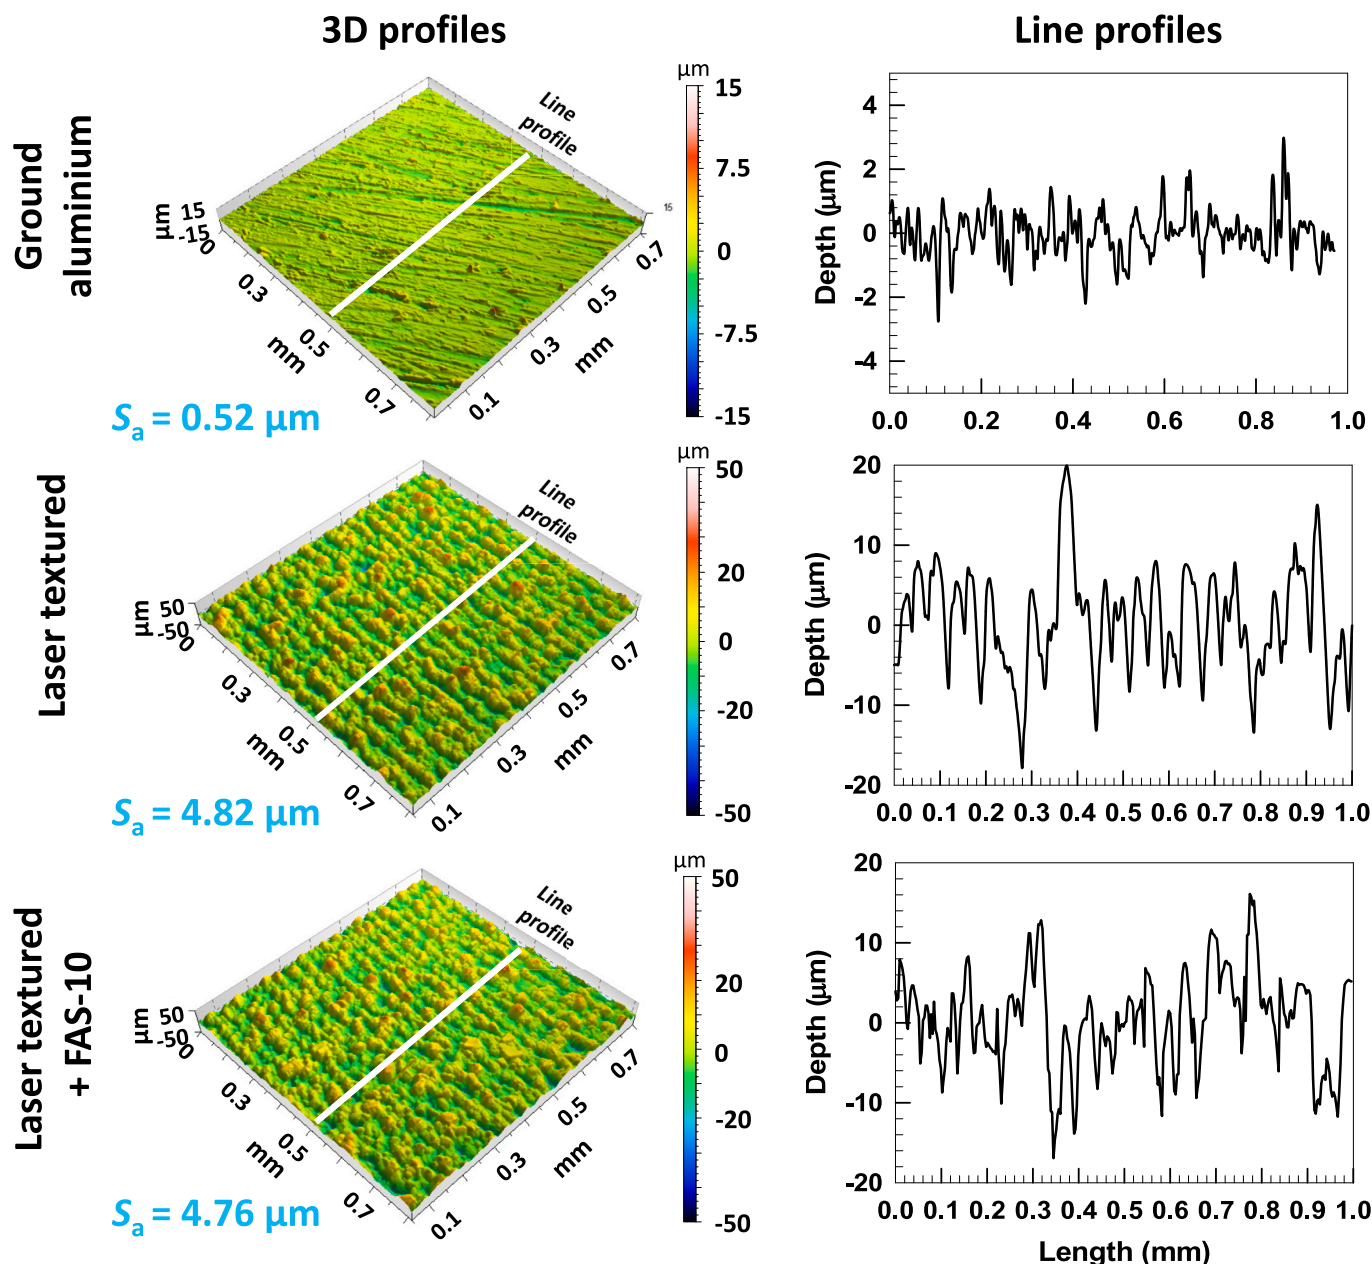 3D profiles
Line profiles
Ground
aluminium
Line
profile
µm
15
7.5
0
-7.5
-15
µm
15
-15
0
0.3
0.5
0.7
mm
0.1
0.3
0.5
0.7
mm
15
Sa = 0.52 µm
Depth (µm)
4
2
0
-2
-4
0.0 0.2 0.4 0.6 0.8 1.0
Laser textured
Line
profile
µm
50
20
0
-20
-50
µm
50
-50
0
0.3
0.5
0.7
mm
0.1
0.3
0.5
0.7
mm
Sa = 4.82 µm
Depth (µm)
20
10
0
-10
-20
0.0 0.1 0.2 0.3 0.4 0.5 0.6 0.7 0.8 0.9 1.0
Laser textured
+ FAS-10
Line
profile
µm
50
20
0
-20
-50
µm
50
-50
0
0.3
0.5
0.7
mm
0.1
0.3
0.5
0.7
mm
Sa = 4.76 µm
Depth (µm)
20
10
0
-10
-20
0.0 0.1 0.2 0.3 0.4 0.5 0.6 0.7 0.8 0.9 1.0
Length (mm)